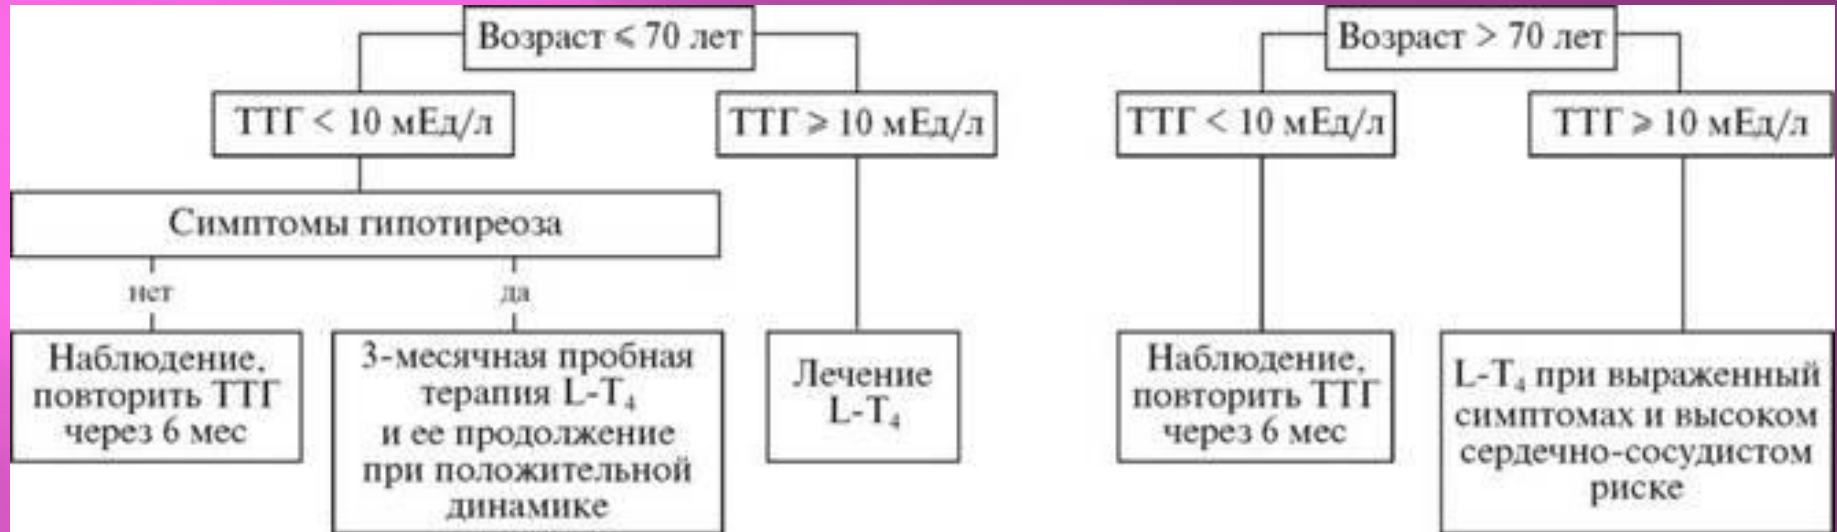 Возраст ⩽ 70 лет
ТТГ < 10 мЕд/л
ТТГ ⩾ 10 мЕд/л
Симптомы гипотиреоза
нет
да
Наблюдение,
повторить ТТГ
через 6 мес
3-месячная пробная
терапия L-T₄
и ее продолжение
при положительной
динамике
Лечение
L-T₄
Возраст > 70 лет
ТТГ < 10 мЕд/л
ТТГ ⩾ 10 мЕд/л
Наблюдение,
повторить ТТГ
через 6 мес
L-T₄ при выраженный
симптомах и высоком
сердечно-сосудистом
риске